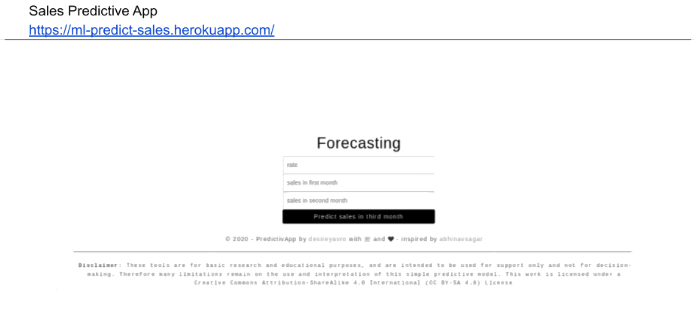 Sales Predictive App
https://ml-predict-sales.herokuapp.com/
Forecasting
rate
sales in first month
sales in second month
Predict sales in third month
© 2020 - PredictivApp by with and ❤ - inspired by abhinavsagar
Disclaimer: These tools are for basic research and educational purposes, and are intended to be used for support only and not for decision-
making. Therefore many limitations remain on the use and interpretation of this simple predictive model. This work is licensed under a
Creative Commons Attribution-ShareAlike 4.0 International (CC BY-SA 4.0) License